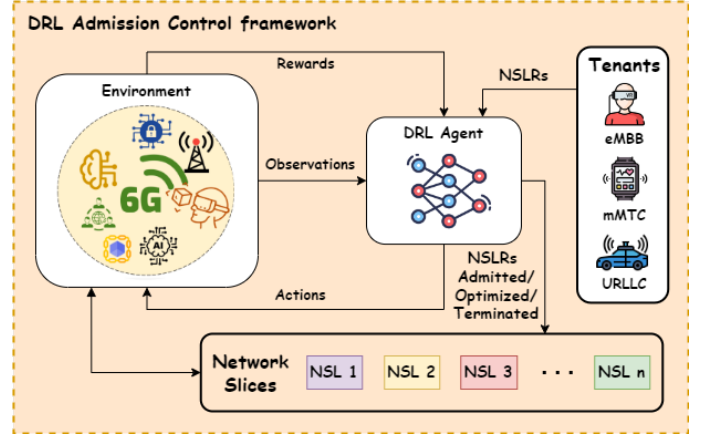 DRL Admission Control framework
Rewards
NSLRs
Tenants
Environment
VR
eMBB
DRL Agent
Observations
6G
AI
mMTC
NSLRs
Admitted/
Optimized/
Terminated
URLLC
Actions
Network
Slices
NSL 1
NSL 2
NSL 3
. . .
NSL n